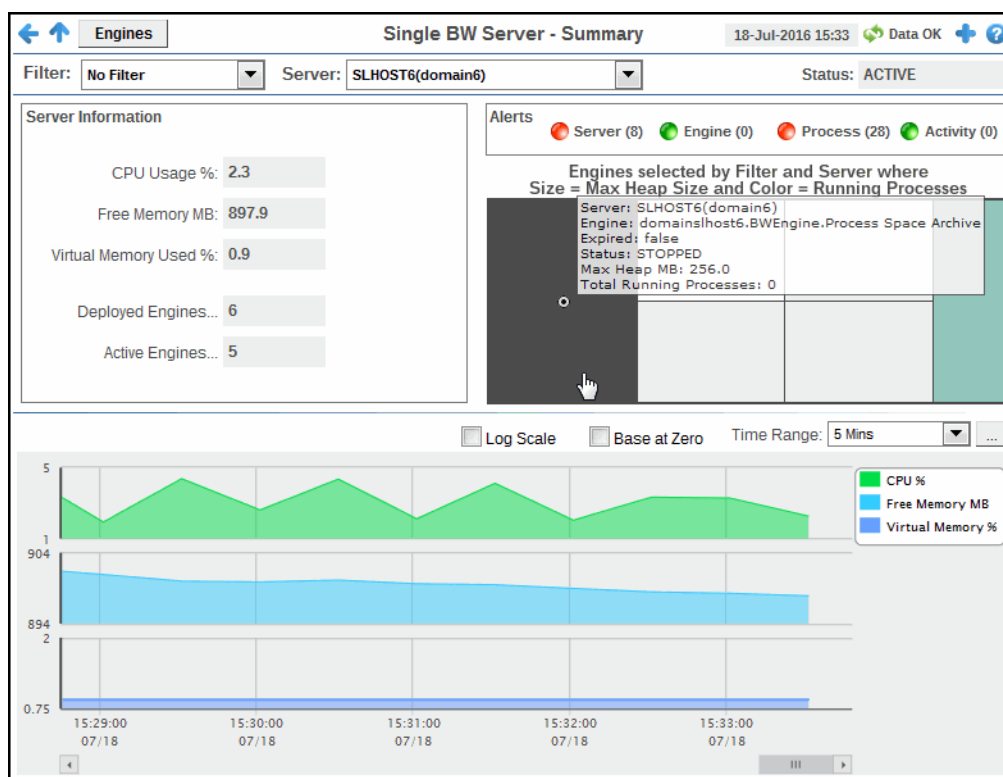 Engines Single BW Server - Summary 18-Jul-2016 15:33 Data OK
Filter: No Filter Server: SLHOST6(domain6) Status: ACTIVE
Server Information
CPU Usage %: 2.3
Free Memory MB: 897.9
Virtual Memory Used %: 0.9
Deployed Engines... 6
Active Engines... 5
Alerts
Server (8) Engine (0) Process (28) Activity (0)
Engines selected by Filter and Server where
Size = Max Heap Size and Color = Running Processes
Server: SLHOST6(domain6)
Engine: domainslhost6.BWEngine.Process Space Archive
Expired: false
Status: STOPPED
Max Heap MB: 256.0
Total Running Processes: 0
Log Scale Base at Zero Time Range: 5 Mins ...
5
1
904
894
2
0.75
CPU %
Free Memory MB
Virtual Memory %
15:29:00 15:30:00 15:31:00 15:32:00 15:33:00
07/18 07/18 07/18 07/18 07/18